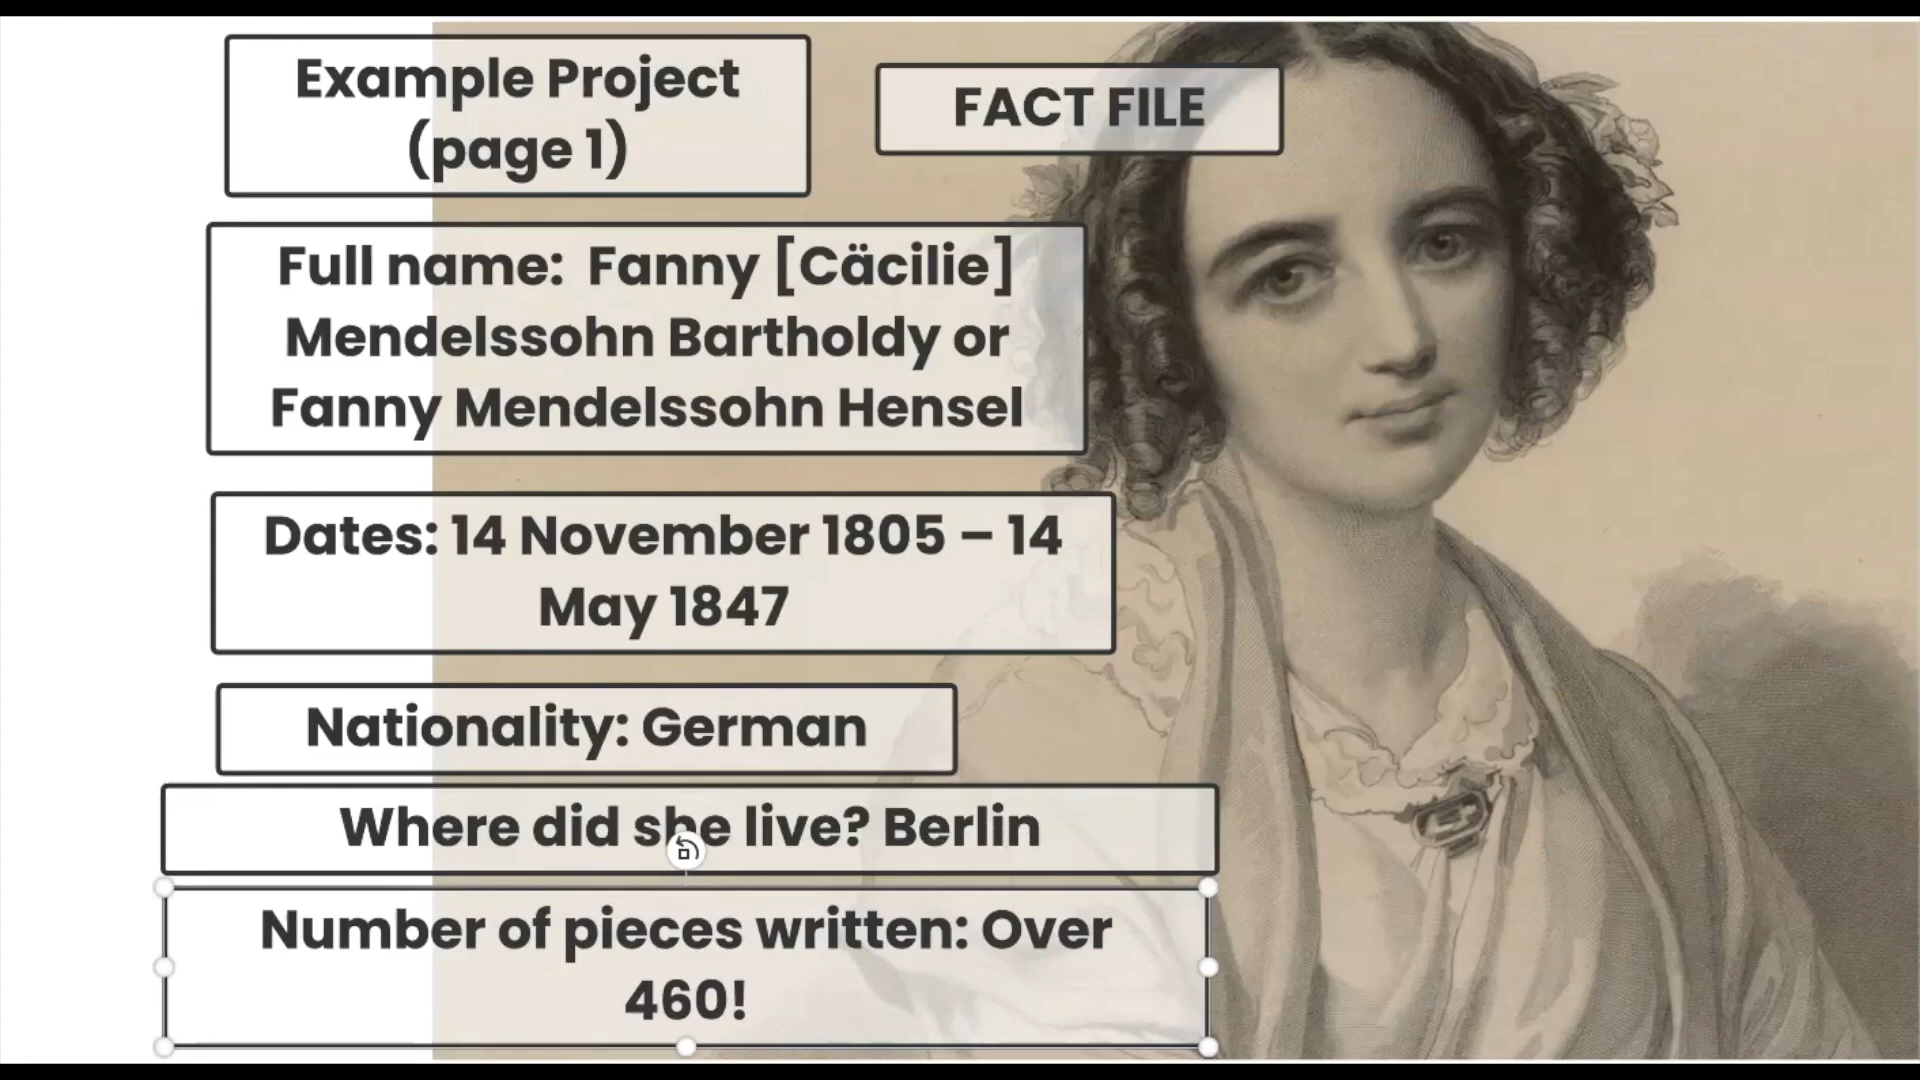 Example Project
(page 1)
FACT FILE
Full name:  Fanny [Cäcilie]
Mendelssohn Bartholdy or
Fanny Mendelssohn Hensel
Dates: 14 November 1805 – 14
May 1847
Nationality: German
Where did she live? Berlin
Number of pieces written: Over
460!